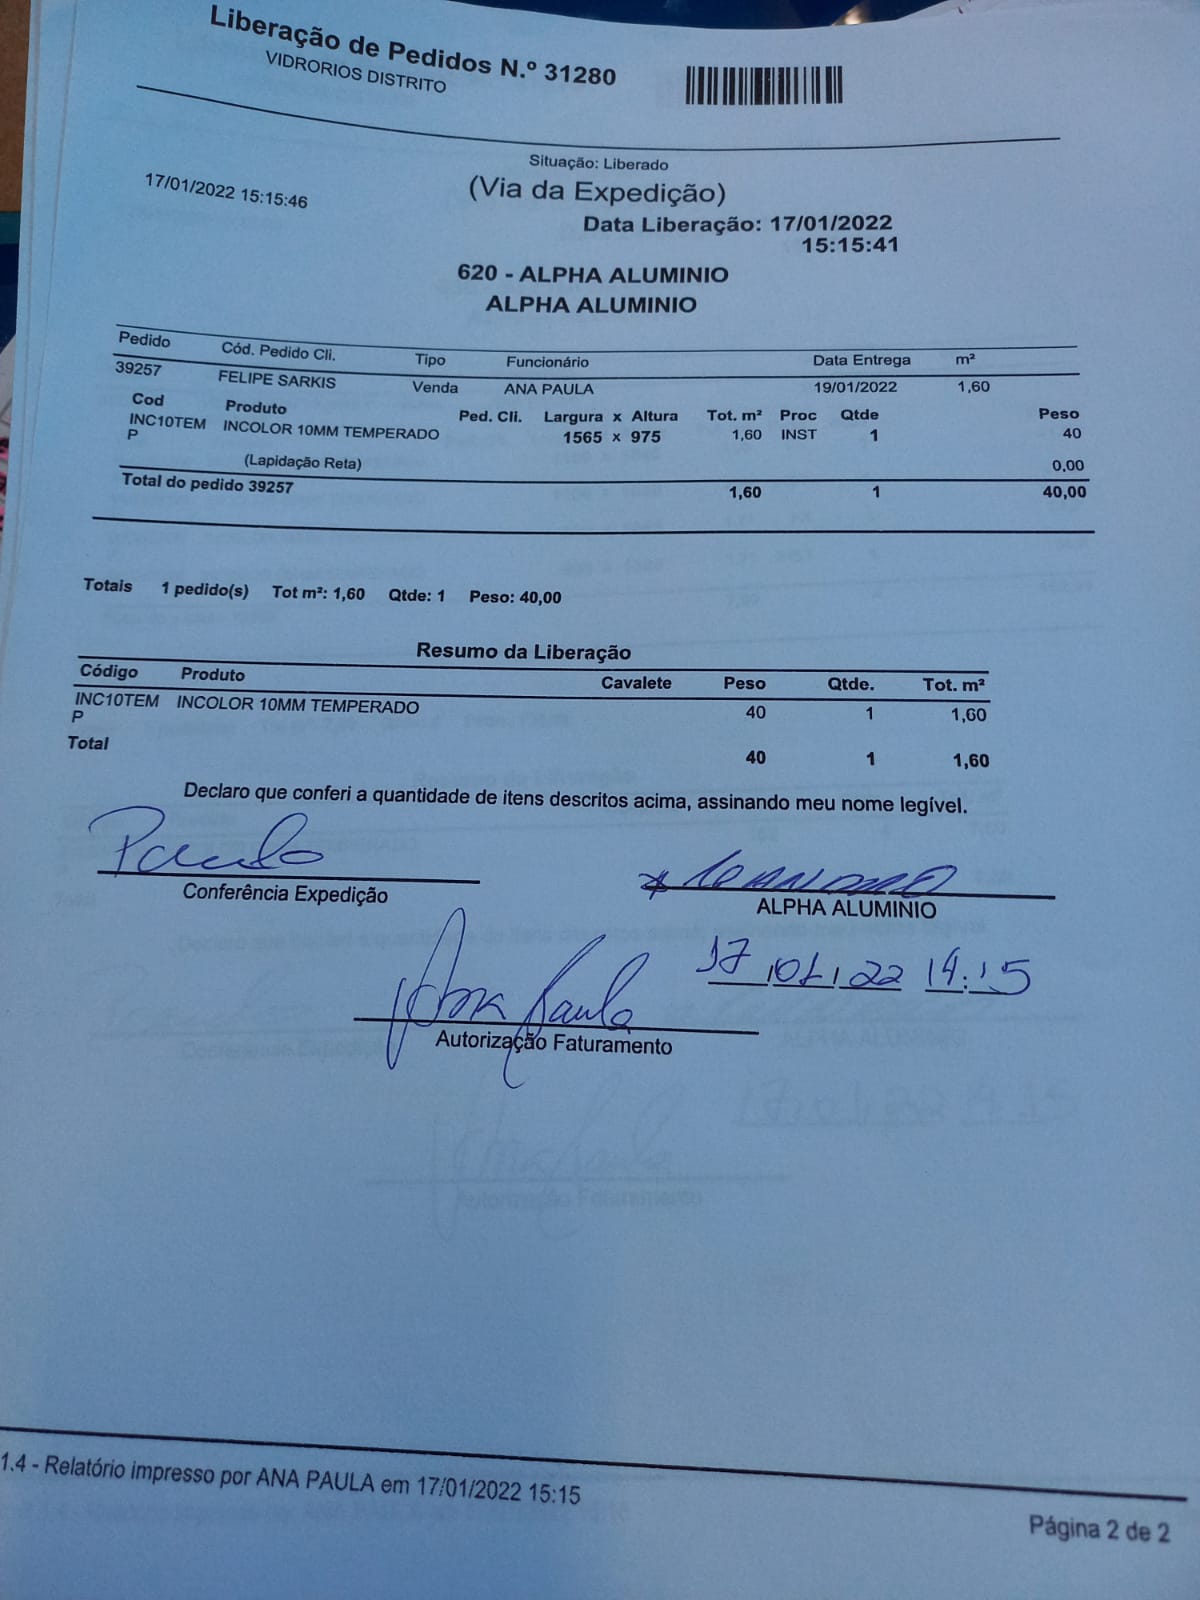 Liberação de Pedidos N.º 31280
VIDRORIOS DISTRITO
Situação: Liberado
17/01/2022 15:15:46
(Via da Expedição)
Data Liberação: 17/01/2022
15:15:41
620 - ALPHA ALUMINIO
ALPHA ALUMINIO
Pedido Cód. Pedido Cli. Tipo Funcionário Data Entrega m²
39257 FELIPE SARKIS Venda ANA PAULA 19/01/2022 1,60
Cod Produto Ped. Cli. Largura x Altura Tot. m² Proc Qtde Peso
INC10TEM INCOLOR 10MM TEMPERADO 1565 x 975 1,60 INST 1 40
P
(Lapidação Reta) 0,00
Total do pedido 39257 1,60 1 40,00
Totais 1 pedido(s) Tot m²: 1,60 Qtde: 1 Peso: 40,00
Resumo da Liberação
Código Produto Cavalete Peso Qtde. Tot. m²
INC10TEM INCOLOR 10MM TEMPERADO 40 1 1,60
P
Total 40 1 1,60
Declaro que conferi a quantidade de itens descritos acima, assinando meu nome legível.
Paulo
Conferência Expedição
ALPHA ALUMINIO
17/01/22 14:15
Ana Paula
Autorização Faturamento
1.4 - Relatório impresso por ANA PAULA em 17/01/2022 15:15
Página 2 de 2